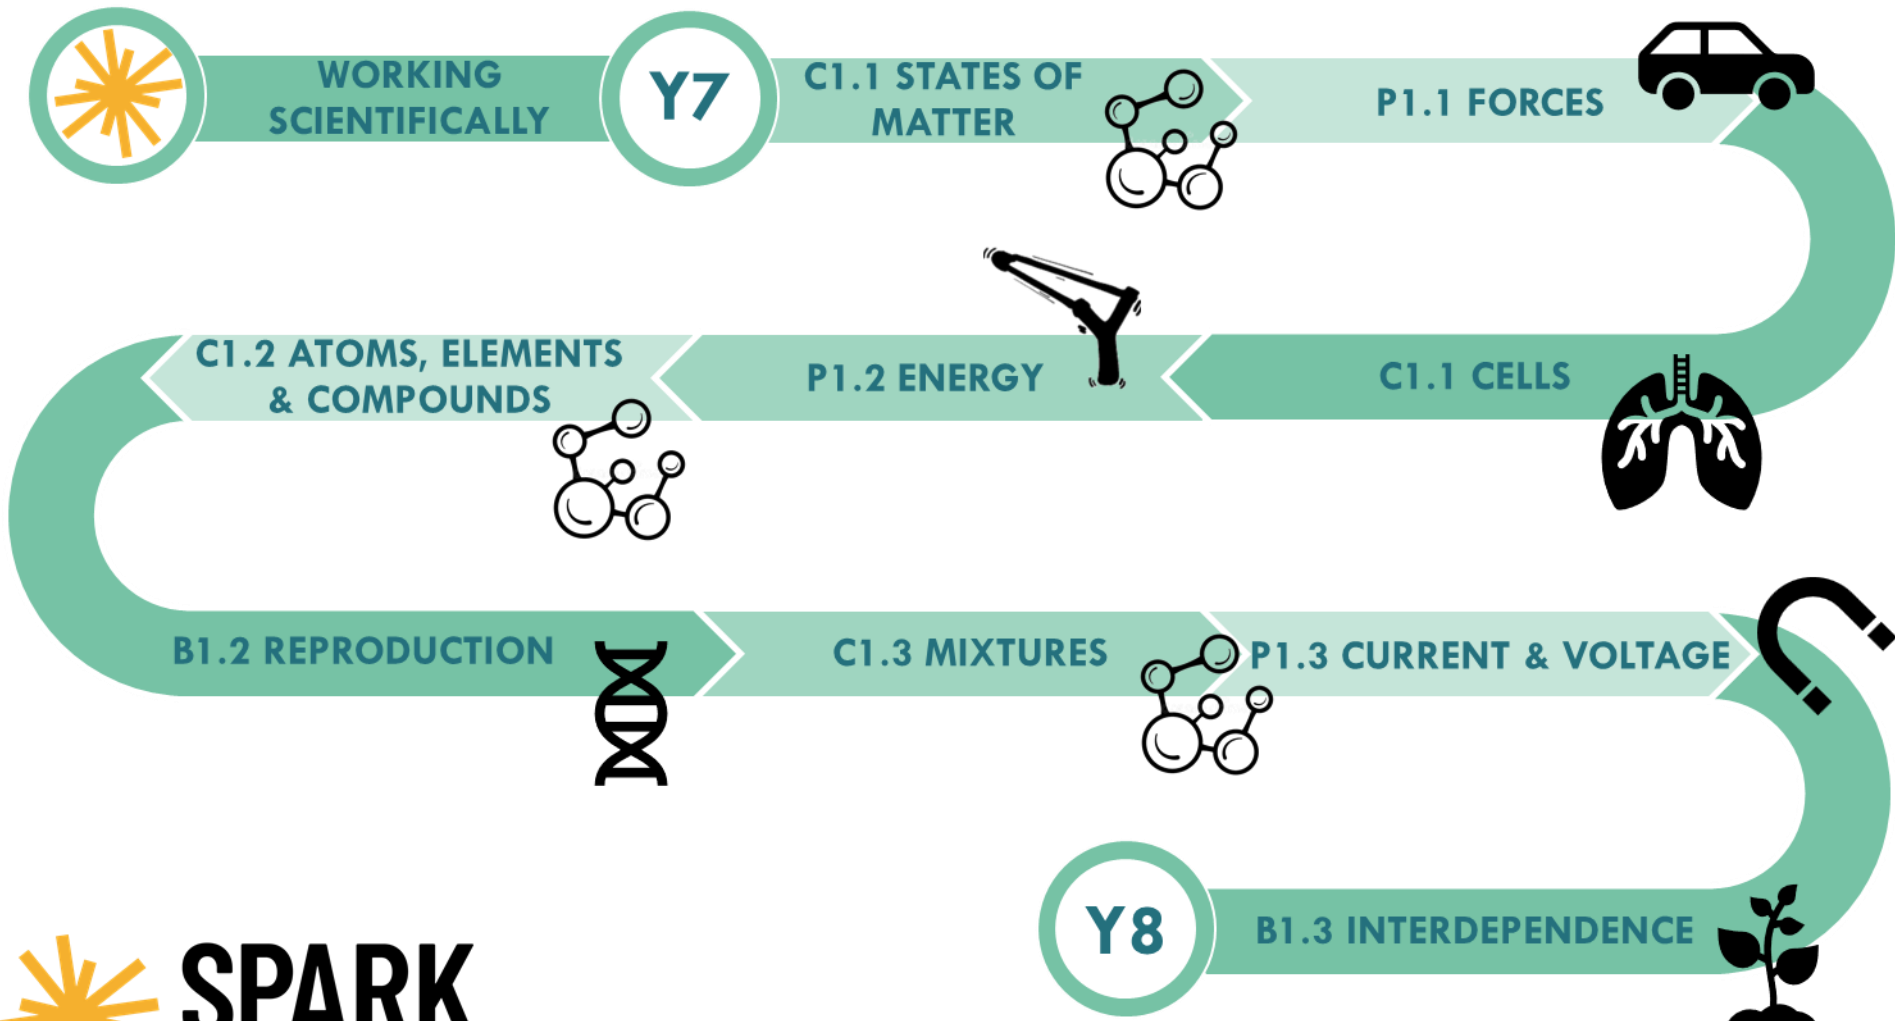 WORKING
SCIENTIFICALLY
Y7
C1.1 STATES OF
MATTER
P1.1 FORCES
C1.1 CELLS
P1.2 ENERGY
C1.2 ATOMS, ELEMENTS
& COMPOUNDS
B1.2 REPRODUCTION
C1.3 MIXTURES
P1.3 CURRENT & VOLTAGE
B1.3 INTERDEPENDENCE
Y8
SPARK